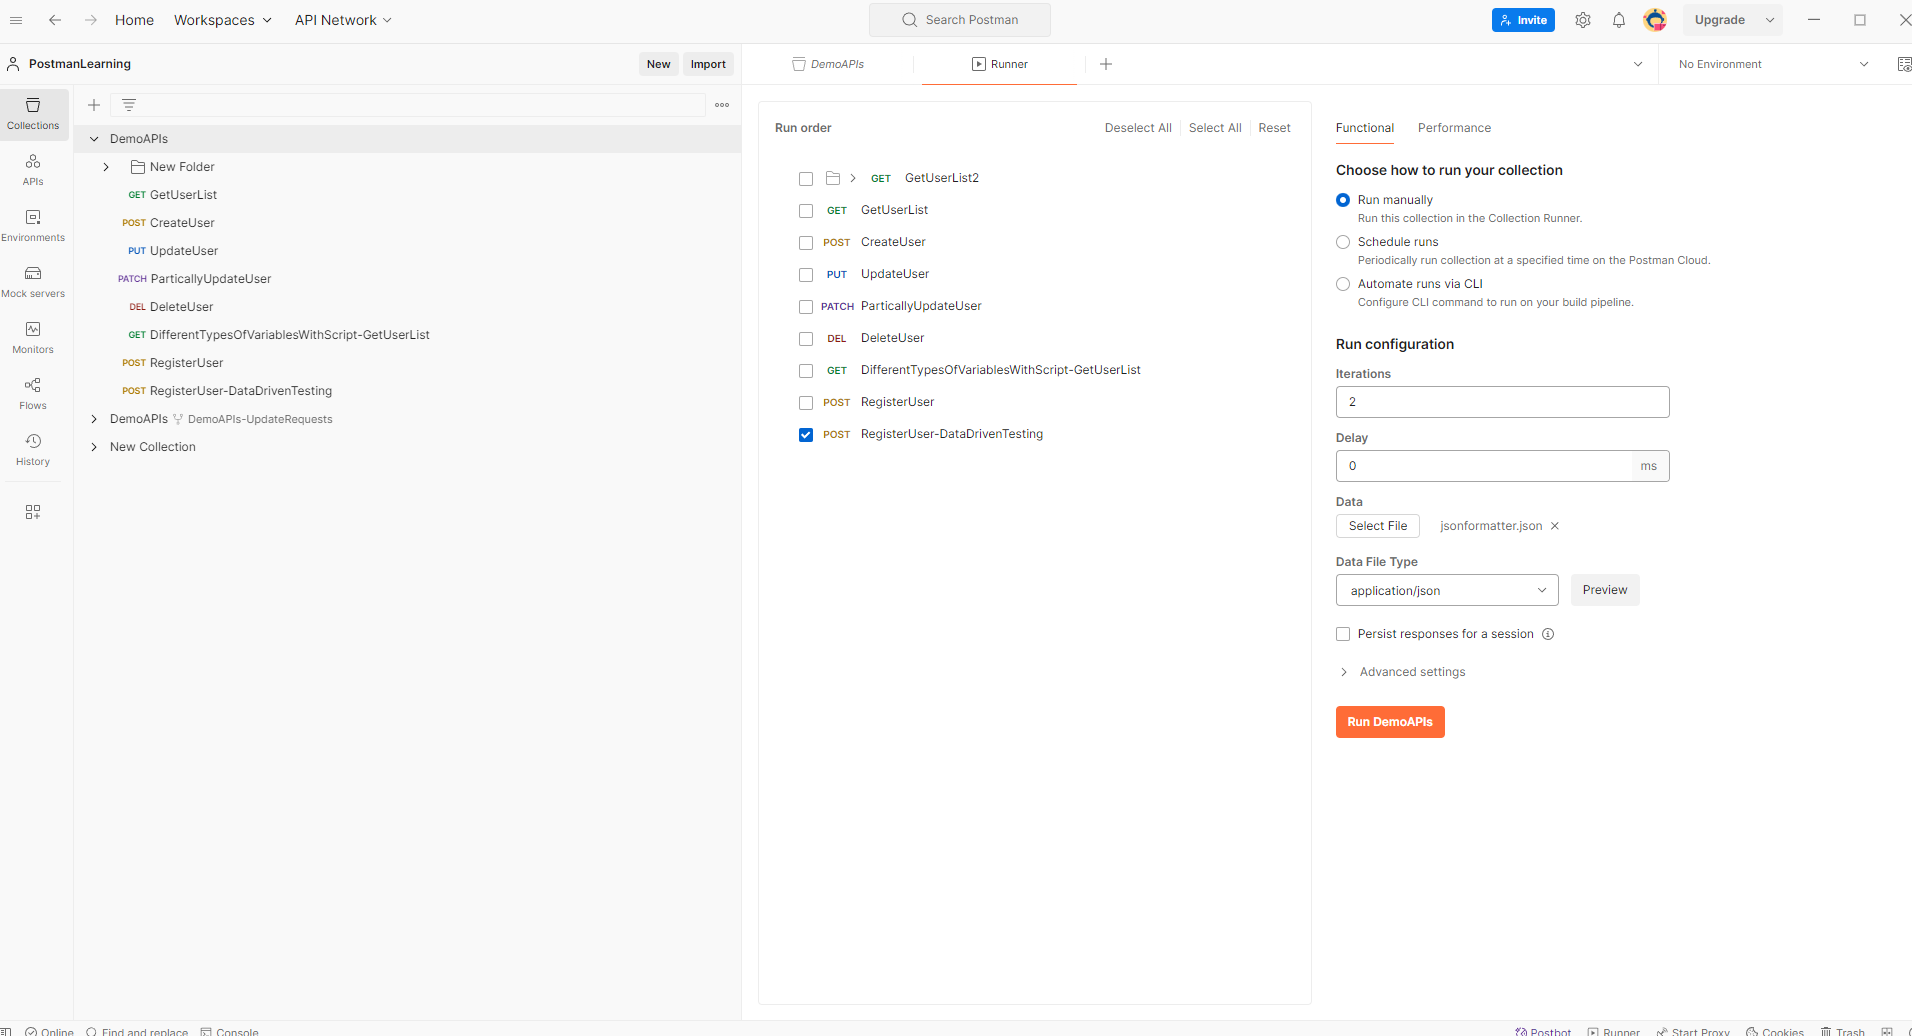 Home Workspaces API Network Search Postman Invite Upgrade
PostmanLearning New Import DemoAPIs Runner No Environment
Collections
APIs
Environments
Mock servers
Monitors
Flows
History
DemoAPIs
New Folder
GET GetUserList
POST CreateUser
PUT UpdateUser
PATCH ParticallyUpdateUser
DEL DeleteUser
GET DifferentTypesOfVariablesWithScript-GetUserList
POST RegisterUser
POST RegisterUser-DataDrivenTesting
DemoAPIs DemoAPIs-UpdateRequests
New Collection
Run order Deselect All Select All Reset
GET GetUserList2
GET GetUserList
POST CreateUser
PUT UpdateUser
PATCH ParticallyUpdateUser
DEL DeleteUser
GET DifferentTypesOfVariablesWithScript-GetUserList
POST RegisterUser
POST RegisterUser-DataDrivenTesting
Functional Performance
Choose how to run your collection
Run manually
Run this collection in the Collection Runner.
Schedule runs
Periodically run collection at a specified time on the Postman Cloud.
Automate runs via CLI
Configure CLI command to run on your build pipeline.
Run configuration
Iterations
2
Delay
0 ms
Data
Select File jsonformatter.json
Data File Type
application/json Preview
Persist responses for a session
Advanced settings
Run DemoAPIs
Online Find and replace Console Postbot Runner Start Proxy Cookies Trash